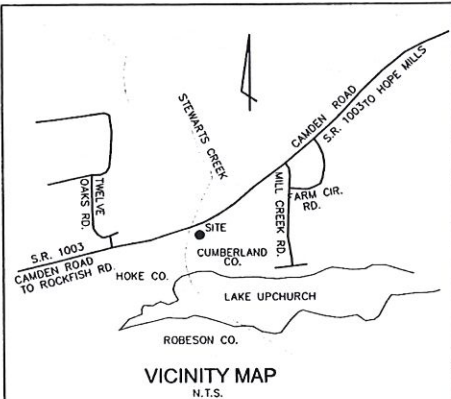 STEWARTS CREEK
CAMDEN ROAD
S.R. 1003 TO HOPE MILLS
TWELVE
OAKS RD.
MILL CREEK RD.
FARM CIR.
RD.
SITE
S.R. 1003
CAMDEN ROAD
TO ROCKFISH RD.
CUMBERLAND
CO.
HOKE CO.
LAKE UPCHURCH
ROBESON CO.
VICINITY MAP
N.T.S.